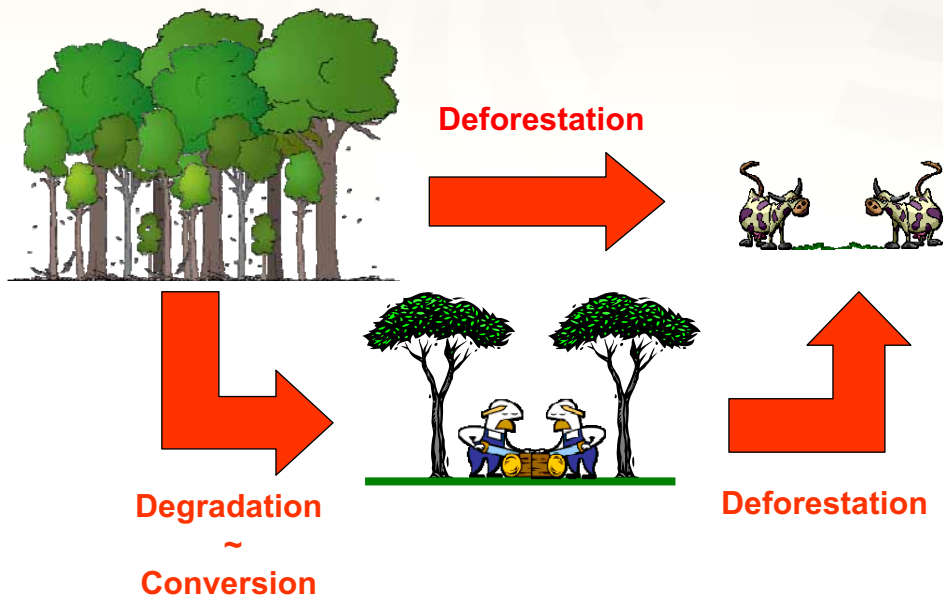 Deforestation
Degradation
~
Conversion
Deforestation